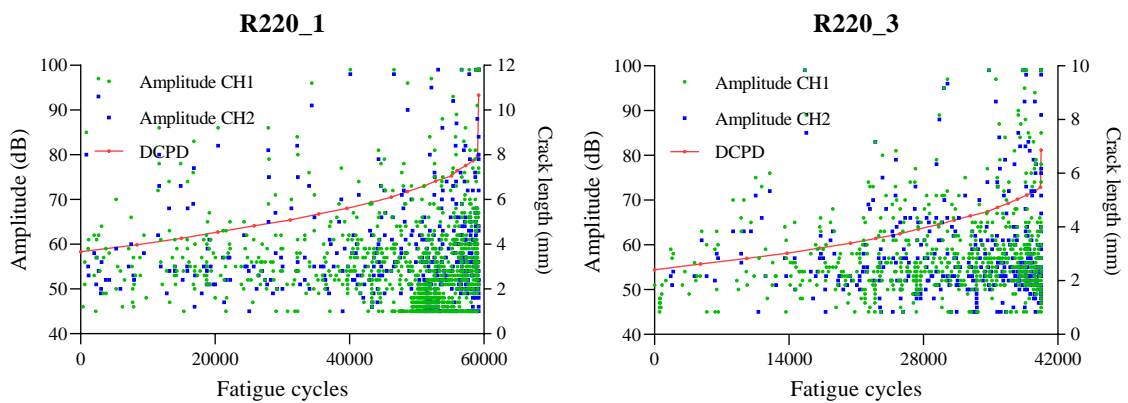 R220_1
Amplitude (dB)
100
90
80
70
60
50
40
Amplitude CH1
Amplitude CH2
DCPD
12
10
8
6
4
2
0
Crack length (mm)
0
20000
40000
60000
Fatigue cycles
R220_3
Amplitude (dB)
100
90
80
70
60
50
40
Amplitude CH1
Amplitude CH2
DCPD
10
8
6
4
2
0
Crack length (mm)
0
14000
28000
42000
Fatigue cycles